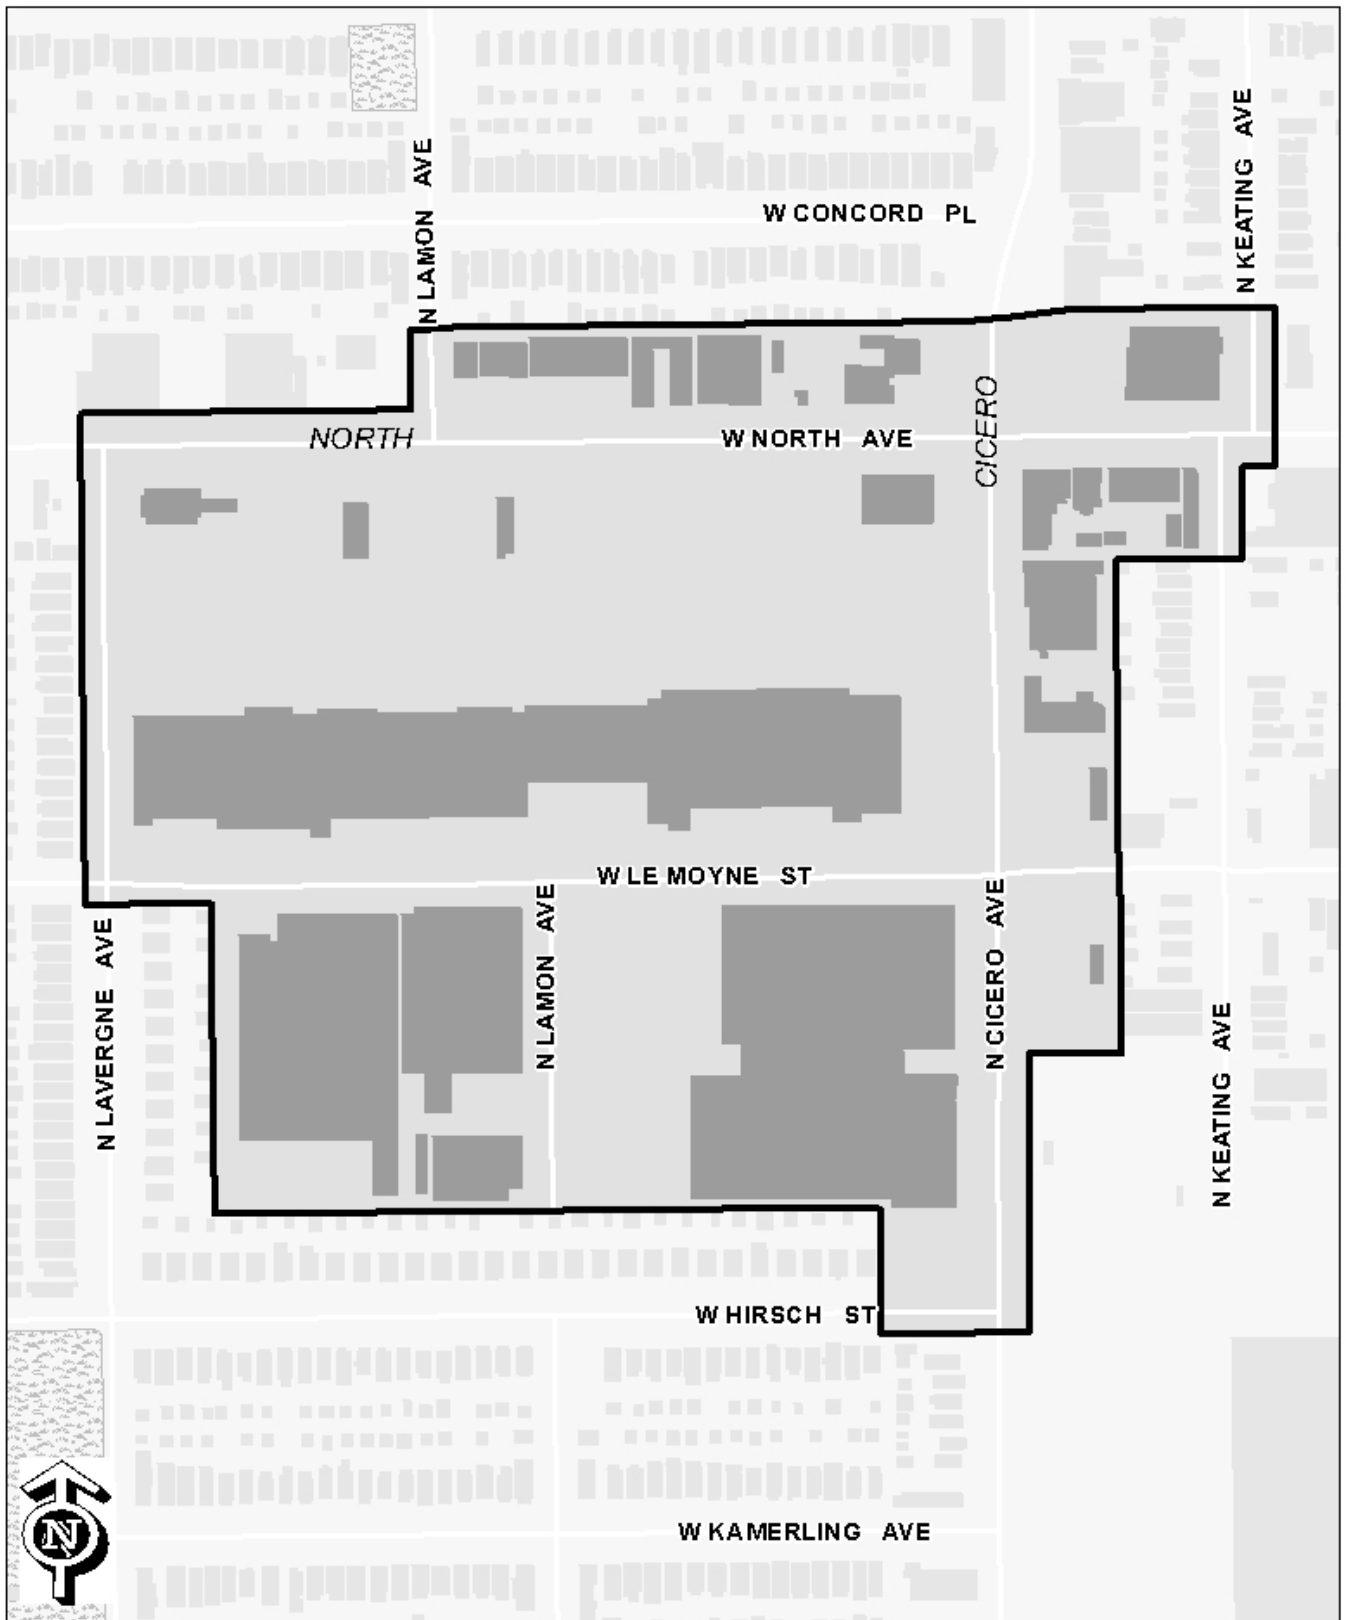 N KEATING AVE
N LAMON AVE
W CONCORD PL
NORTH
W NORTH AVE
CICERO
W LE MOYNE ST
N LAMON AVE
N CICERO AVE
N LAVERGNE AVE
N KEATING AVE
W HIRSCH ST
N
W KAMERLING AVE